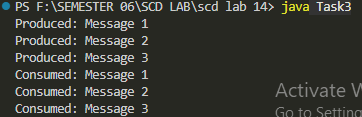 PS F:\SEMESTER 06\SCD LAB\scd lab 14> java Task3
Produced: Message 1
Produced: Message 2
Produced: Message 3
Consumed: Message 1
Consumed: Message 2
Consumed: Message 3
Activate W
Go to Setting